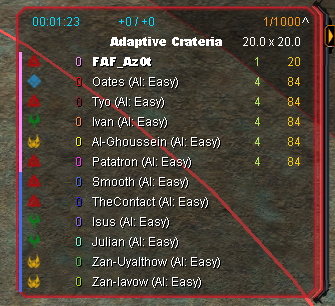 00:01:23 +0 / +0 1/1000^
Adaptive Crateria 20.0 x 20.0
0 FAF_Az0t 1 20
0 Oates (AI: Easy) 4 84
0 Tyo (AI: Easy) 4 84
0 Ivan (AI: Easy) 4 84
0 Al-Ghoussein (AI: Easy) 4 84
0 Patatron (AI: Easy) 4 84
0 Smooth (AI: Easy)
0 TheContact (AI: Easy)
0 Isus (AI: Easy)
0 Julian (AI: Easy)
0 Zan-Uyalthow (AI: Easy)
0 Zan-Iavow (AI: Easy)